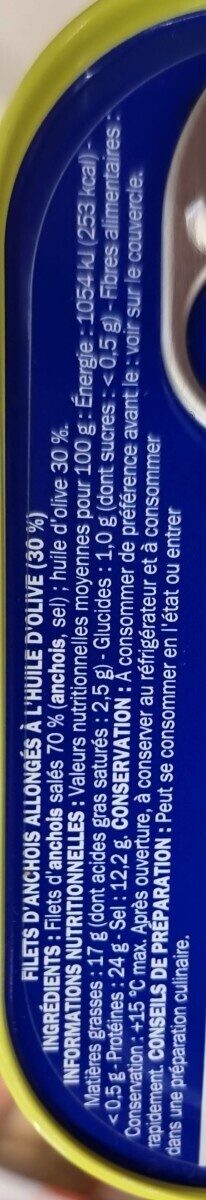 FILETS D'ANCHOIS ALLONGÉS À L'HUILE D'OLIVE (30 %)
INGRÉDIENTS : Filets d'anchois salés 70 % (anchois, sel) ; huile d'olive 30 %.
INFORMATIONS NUTRITIONNELLES : Valeurs nutritionnelles moyennes pour 100 g : Énergie : 1054 kJ (253 kcal) -
Matières grasses : 17 g (dont acides gras saturés : 2,5 g) - Glucides : 1,0 g (dont sucres : < 0,5 g) - Fibres alimentaires :
< 0,5 g - Protéines : 24 g - Sel : 12,2 g. CONSERVATION : À consommer de préférence avant le : voir sur le couvercle.
Conservation : +15 °C max. Après ouverture, à conserver au réfrigérateur et à consommer
rapidement. CONSEILS DE PRÉPARATION : Peut se consommer en l'état ou entrer
dans une préparation culinaire.